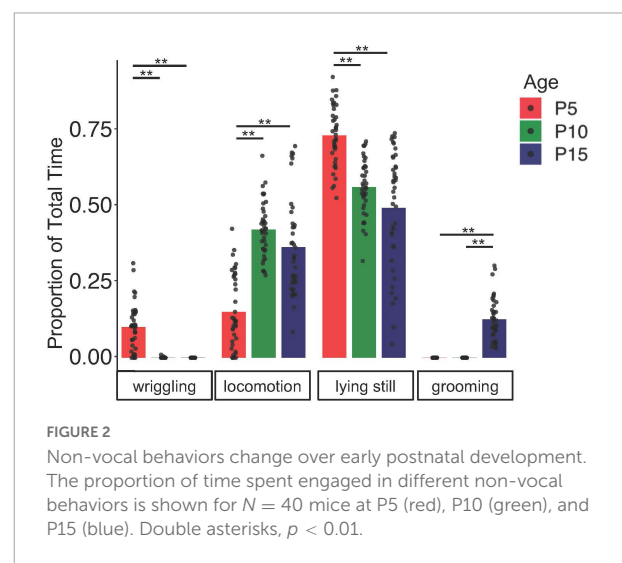 ** **
** ** ** **
Age
P5
P10
P15
** **
** **
Proportion of Total Time
0.75
0.50
0.25
0.00
wriggling locomotion lying still grooming
FIGURE 2
Non-vocal behaviors change over early postnatal development.
The proportion of time spent engaged in different non-vocal
behaviors is shown for N = 40 mice at P5 (red), P10 (green), and
P15 (blue). Double asterisks, p < 0.01.